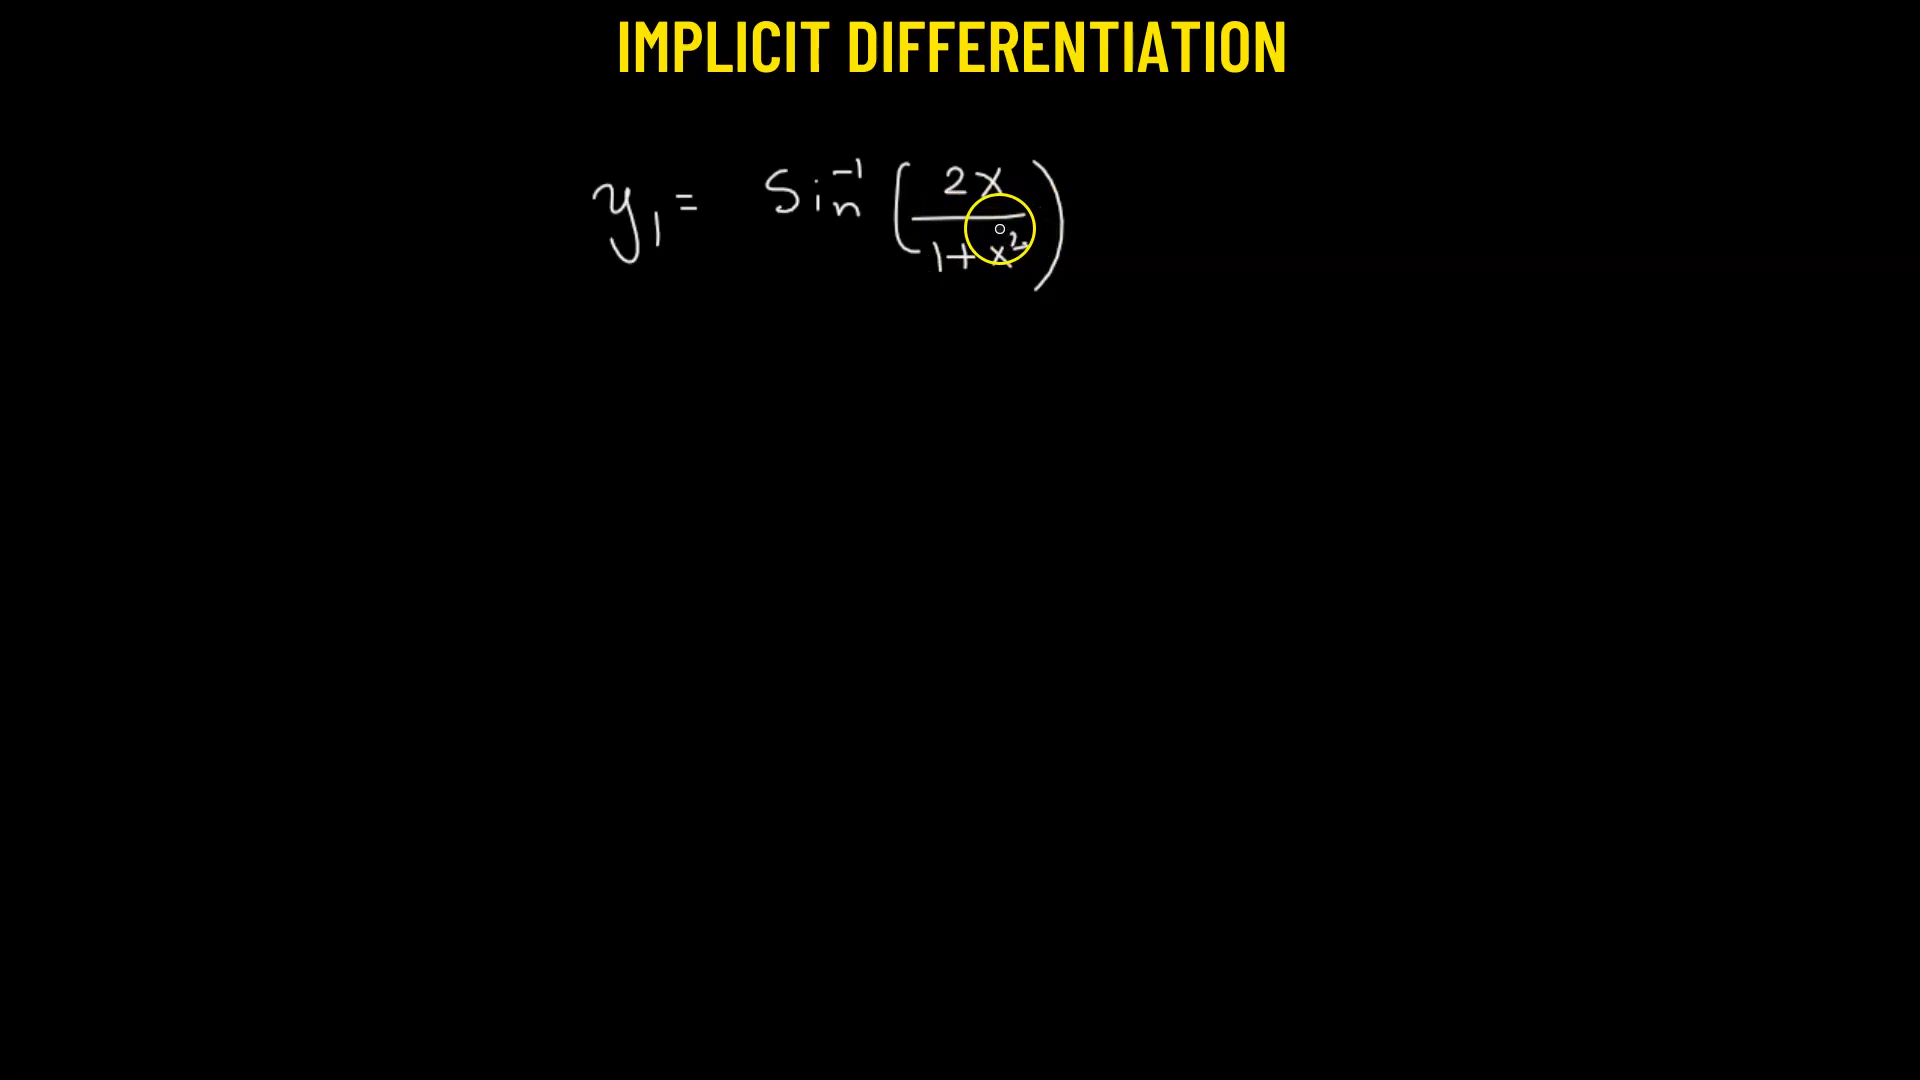 IMPLICIT DIFFERENTIATION
y₁ = Sin⁻¹ (2x / 1 + x²)